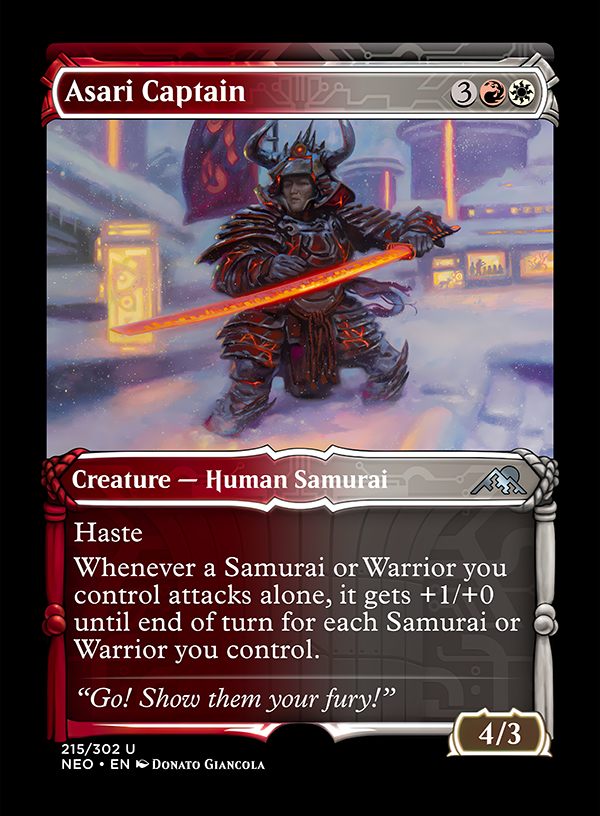 Asari Captain 3
Creature — Human Samurai
Haste
Whenever a Samurai or Warrior you
control attacks alone, it gets +1/+0
until end of turn for each Samurai or
Warrior you control.
“Go! Show them your fury!”
4/3
215/302 U
NEO • EN Donato Giancola